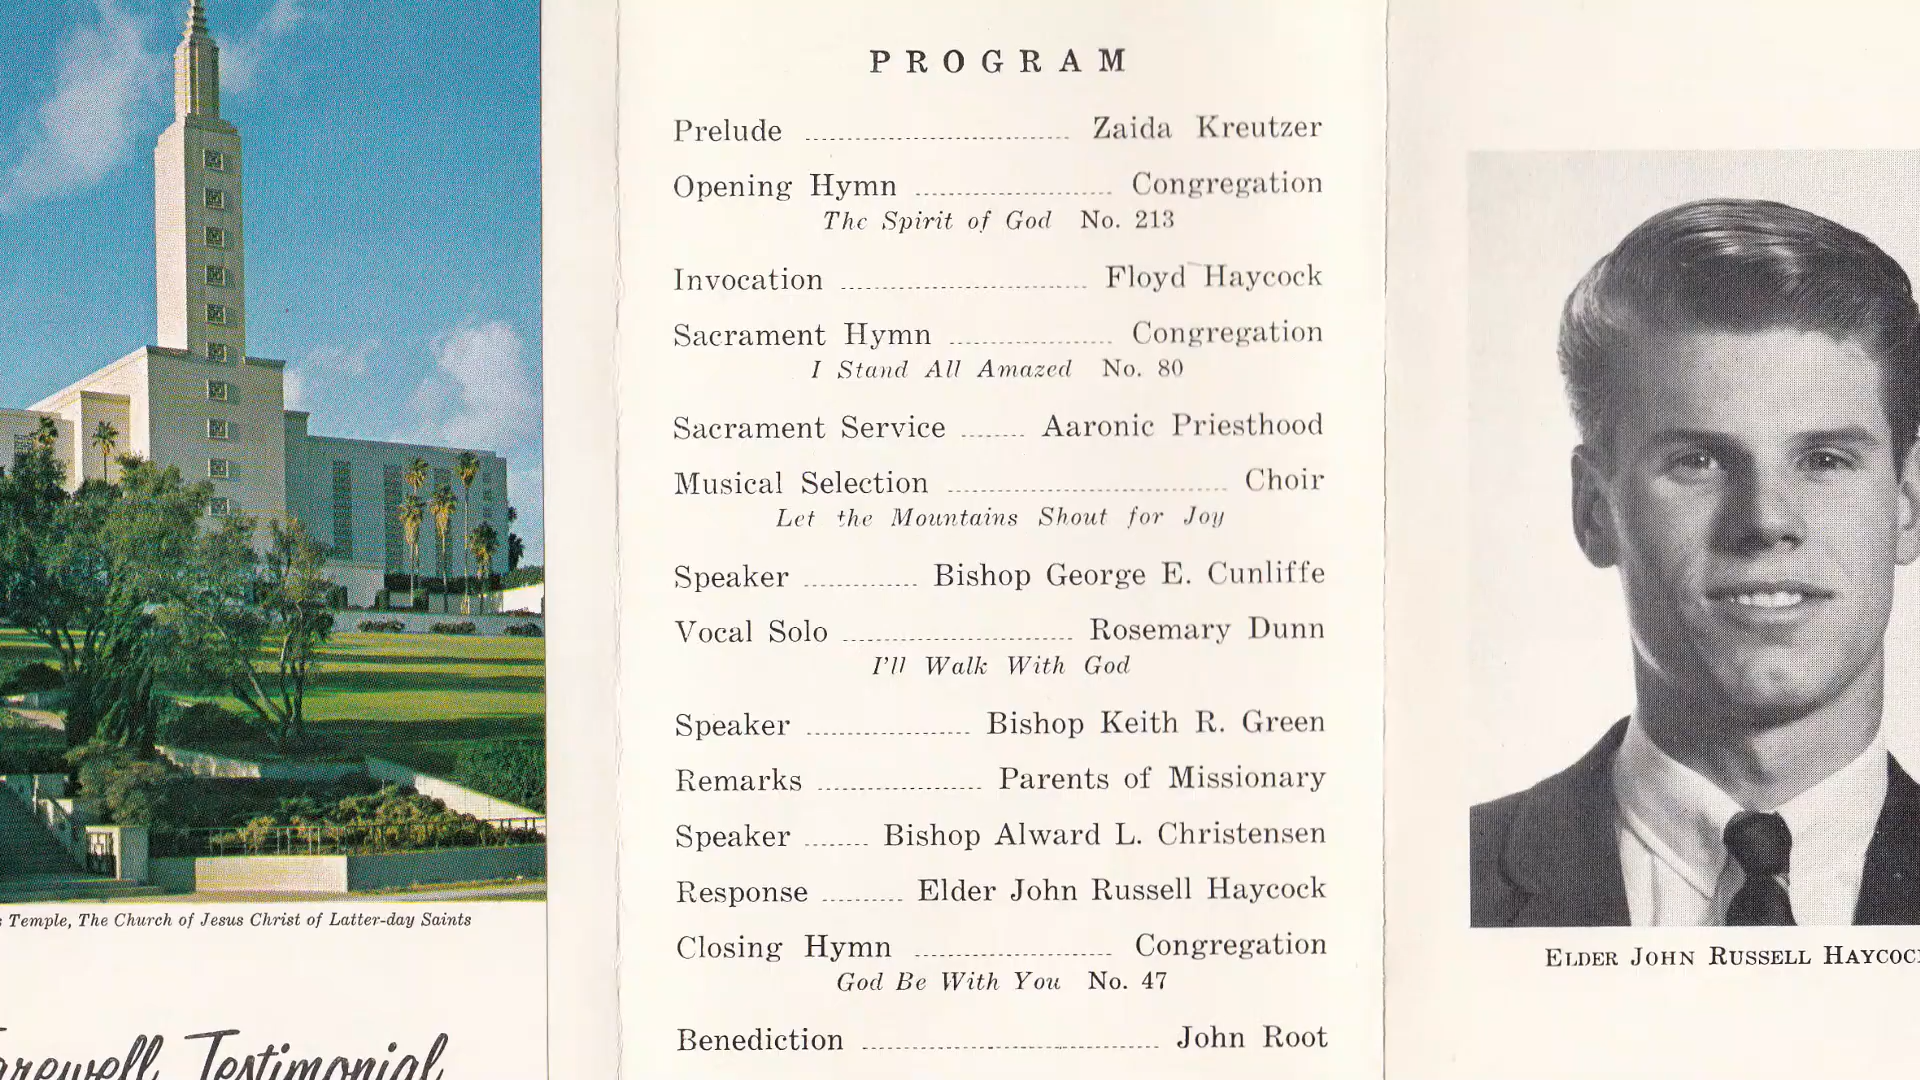 Temple, The Church of Jesus Christ of Latter-day Saints
Testimonial
PROGRAM
Prelude ........ Zaida Kreutzer
Opening Hymn ........ Congregation
The Spirit of God No. 213
Invocation ........ Floyd Haycock
Sacrament Hymn ........ Congregation
I Stand All Amazed No. 80
Sacrament Service ........ Aaronic Priesthood
Musical Selection ........ Choir
Let the Mountains Shout for Joy
Speaker ........ Bishop George E. Cunliffe
Vocal Solo ........ Rosemary Dunn
I'll Walk With God
Speaker ........ Bishop Keith R. Green
Remarks ........ Parents of Missionary
Speaker ........ Bishop Alward L. Christensen
Response ........ Elder John Russell Haycock
Closing Hymn ........ Congregation
God Be With You No. 47
Benediction ........ John Root
ELDER JOHN RUSSELL HAYCOC